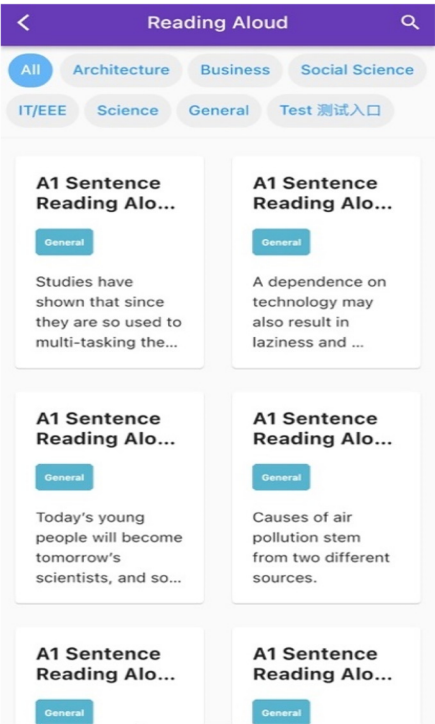 Reading Aloud
All Architecture Business Social Science
IT/EEE Science General Test 测试入口
A1 Sentence
Reading Alo...
General
Studies have
shown that since
they are so used to
multi-tasking the...
A1 Sentence
Reading Alo...
General
A dependence on
technology may
also result in
laziness and ...
A1 Sentence
Reading Alo...
General
Today's young
people will become
tomorrow's
scientists, and so...
A1 Sentence
Reading Alo...
General
Causes of air
pollution stem
from two different
sources.
A1 Sentence
Reading Alo...
General
A1 Sentence
Reading Alo...
General